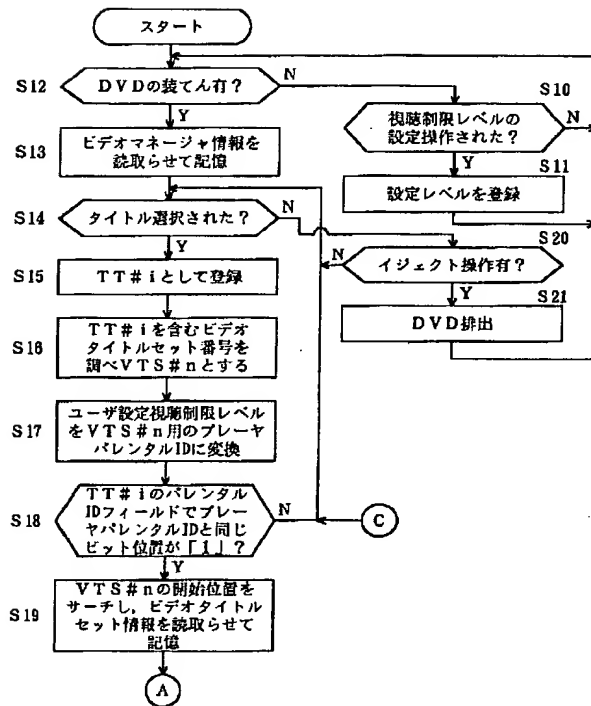 スタート
S12
DVDの装てん有?
N
Y
S10
視聴制限レベルの
設定操作された?
N
Y
S13
ビデオマネージャ情報を
読取らせて記憶
S11
設定レベルを登録
S14
タイトル選択された?
N
Y
S20
イジェクト操作有?
N
Y
S15
TT#iとして登録
S21
DVD排出
S16
TT#iを含むビデオ
タイトルセット番号を
調べVTS#nとする
S17
ユーザ設定視聴制限レベル
をVTS#n用のプレーヤ
パレンタルIDに変換
S18
TT#iのパレンタル
IDフィールドでプレー
ヤパレンタルIDと同じ
ビット位置が「1」?
N
Y
C
S19
VTS#nの開始位置を
サーチし,ビデオタイトル
セット情報を読取らせて
記憶
A